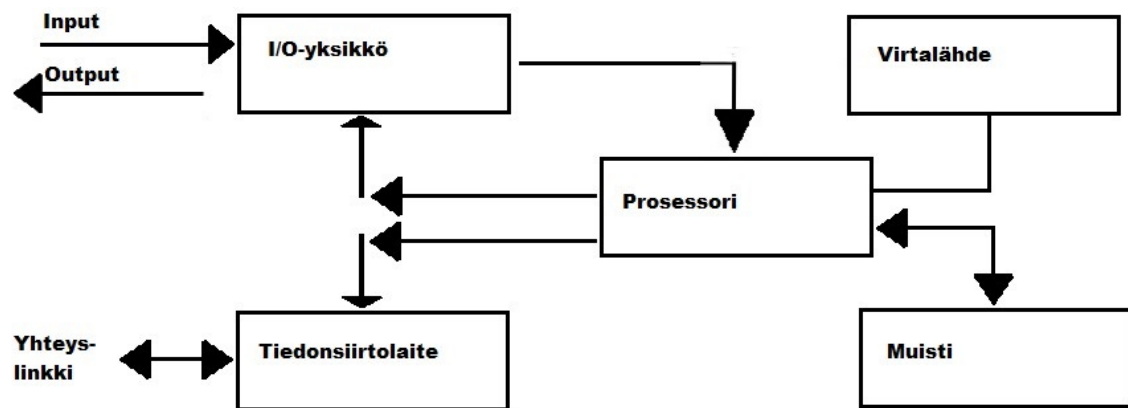 Input
I/O-yksikkö
Output
Virtalähde
Prosessori
Yhteys-
linkki
Tiedonsiirtolaite
Muisti